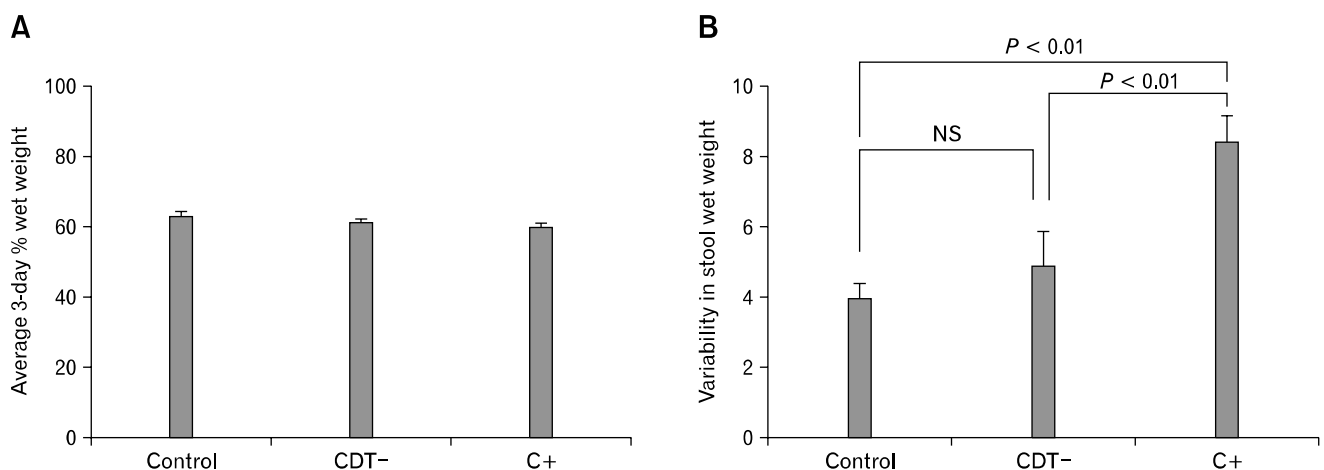 A
Average 3-day % wet weight
100
80
60
40
20
0
Control CDT− C+
B
P < 0.01
P < 0.01
NS
Variability in stool wet weight
10
8
6
4
2
0
Control CDT− C+